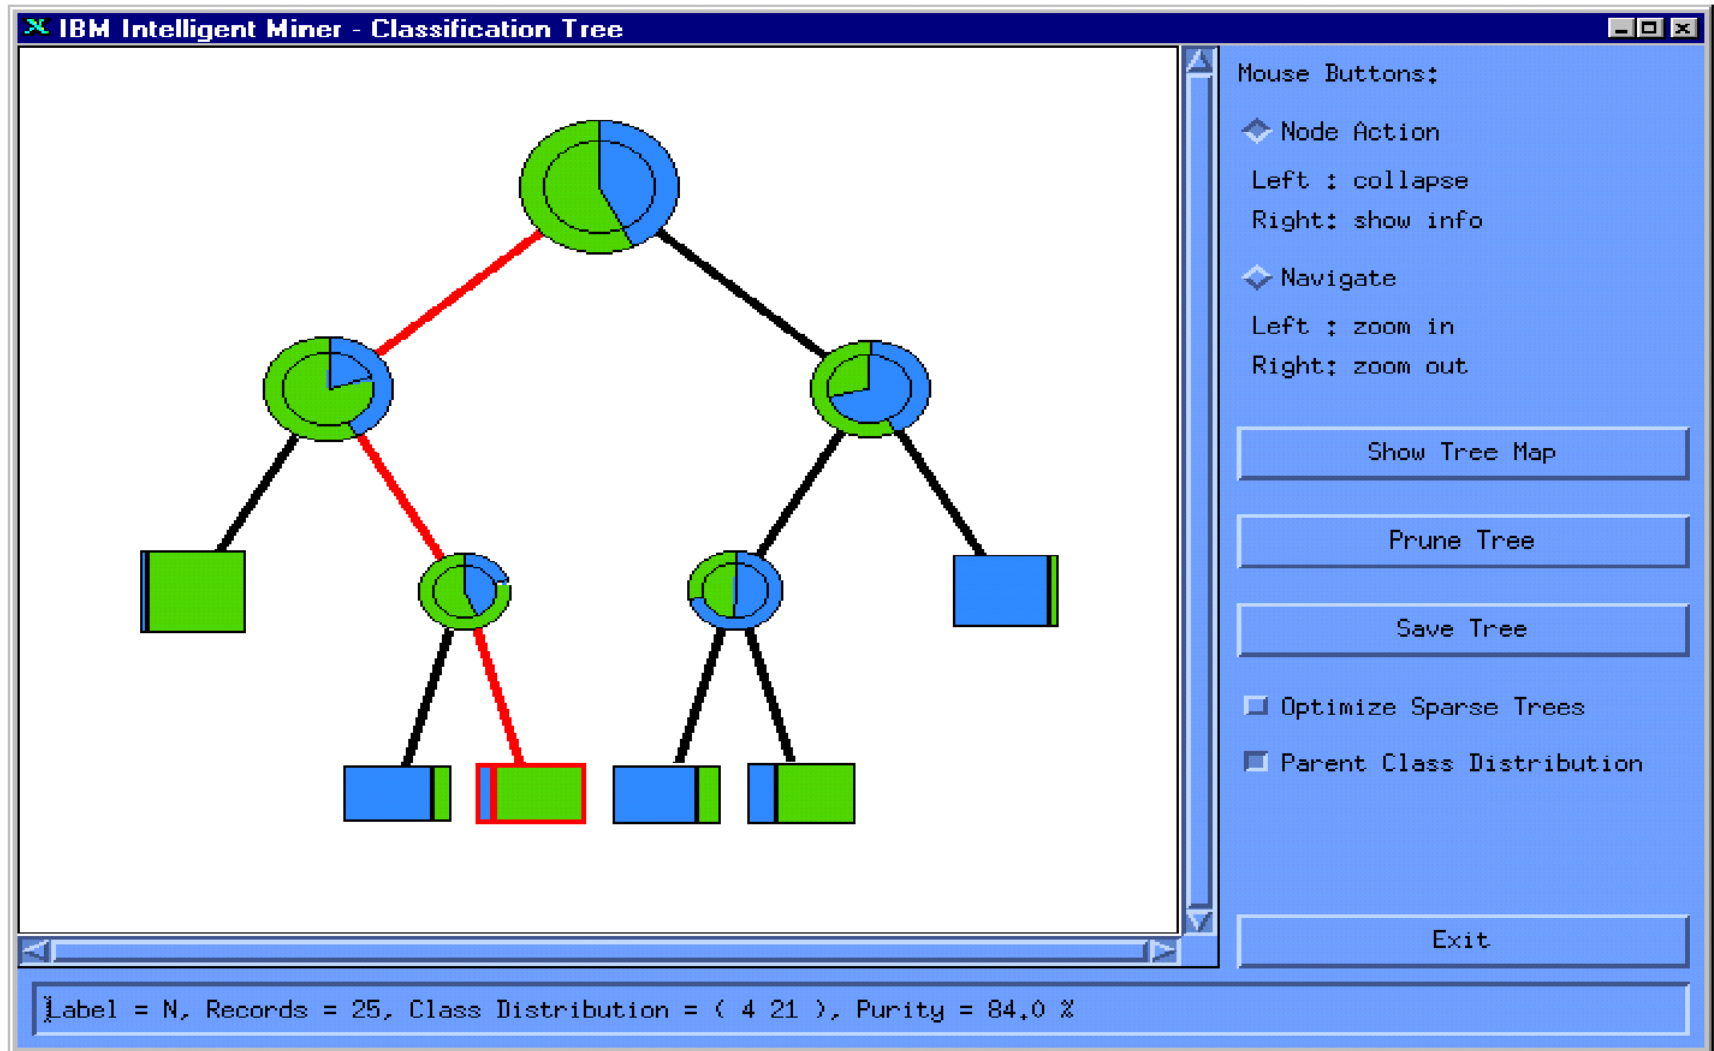 IBM Intelligent Miner - Classification Tree
Mouse Buttons:
Node Action
Left : collapse
Right: show info
Navigate
Left : zoom in
Right: zoom out
Show Tree Map
Prune Tree
Save Tree
Optimize Sparse Trees
Parent Class Distribution
Exit
Label = N, Records = 25, Class Distribution = ( 4 21 ), Purity = 84.0 %